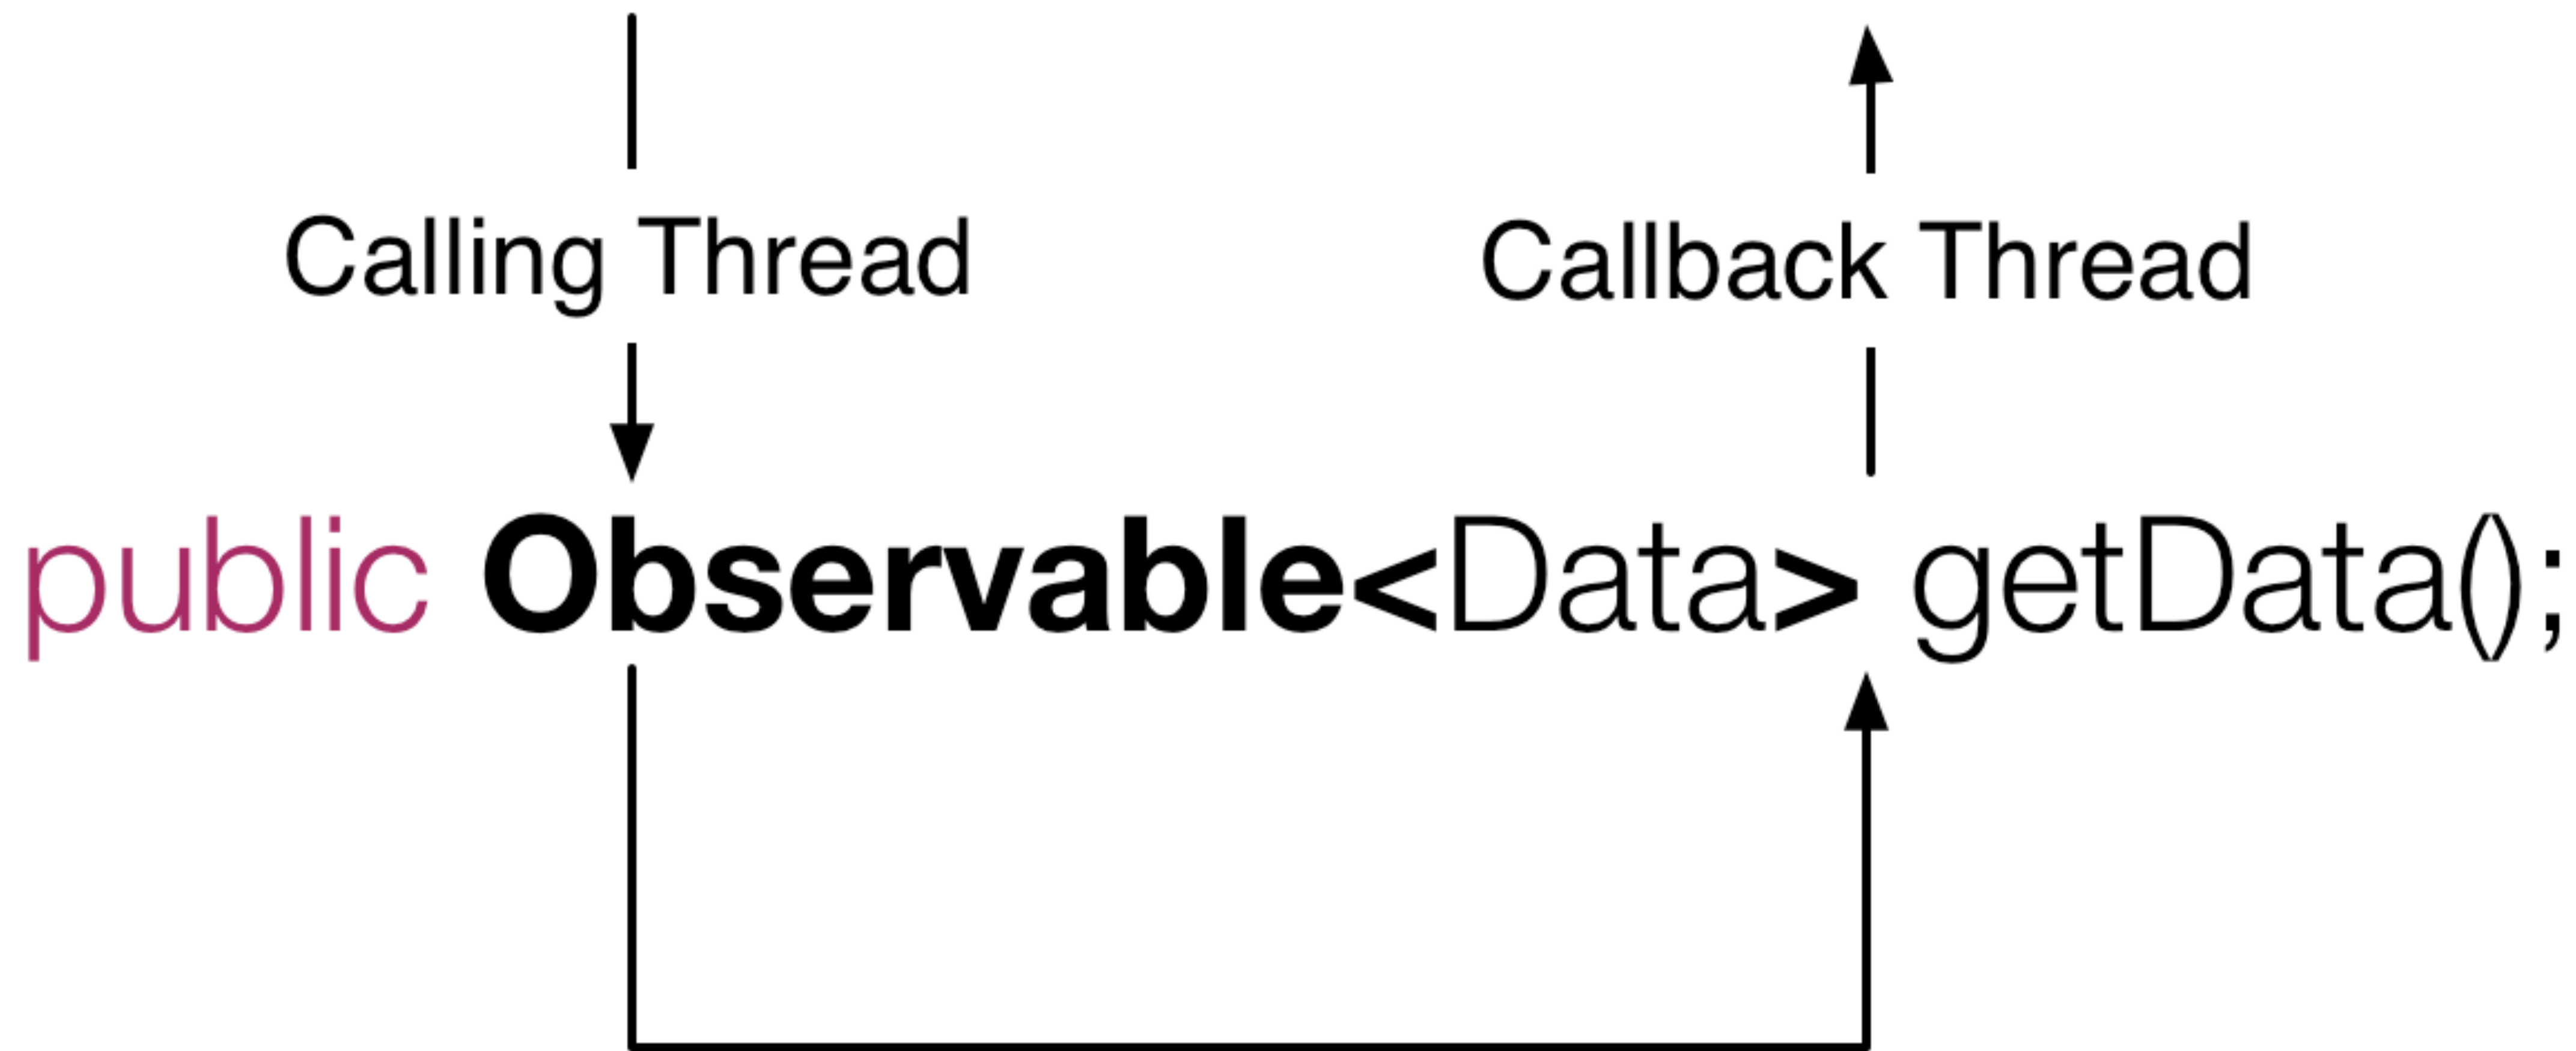 Calling Thread
Callback Thread
public Observable<Data> getData();